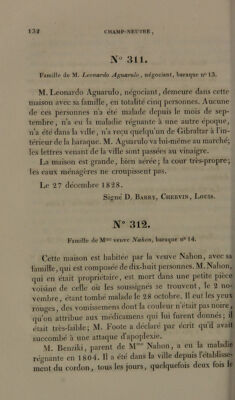 132 CHAMP-NEUTRE,
N° 311.
Famille de M. Leonardo Aguarulo, négociant, baraque n° 13.
M. Leonardo Aguarulo, négociant, demeure dans cette
maison avec sa famille, en totalité cinq personnes. Aucune
de ces personnes n'a été malade depuis le mois de sep-
tembre, n'a eu la maladie régnante à une autre époque,
n'a été dans la ville, n'a reçu quelqu'un de Gibraltar à l'in-
térieur de la baraque. M. Aguarulo va lui-même au marché;
les lettres venant de la ville sont passées au vinaigre.
La maison est grande, bien aérée; la cour très-propre;
les eaux ménagères ne croupissent pas.
Le 27 décembre 1828.
Signé D. Barry, Chervin, Louis.
N° 312.
Famille de Mme veuve Nahon, baraque n° 14.
Cette maison est habitée par la veuve Nahon, avec sa
famille, qui est composée de dix-huit personnes. M. Nahon,
qui en était propriétaire, est mort dans une petite pièce
voisine de celle où les soussignés se trouvent, le 2 no-
vembre, étant tombé malade le 28 octobre. Il eut les yeux
rouges, des vomissemens dont la couleur n'était pas noire,
qu'on attribue aux médicamens qui lui furent donnés; il
était très-faible; M. Foote a déclaré par écrit qu'il avait
succombé à une attaque d'apoplexie.
M. Benziki, parent de Mme Nahon, a eu la maladie
régnante en 1804. Il a été dans la ville depuis l'établisse-
ment du cordon, tous les jours, quelquefois deux fois le